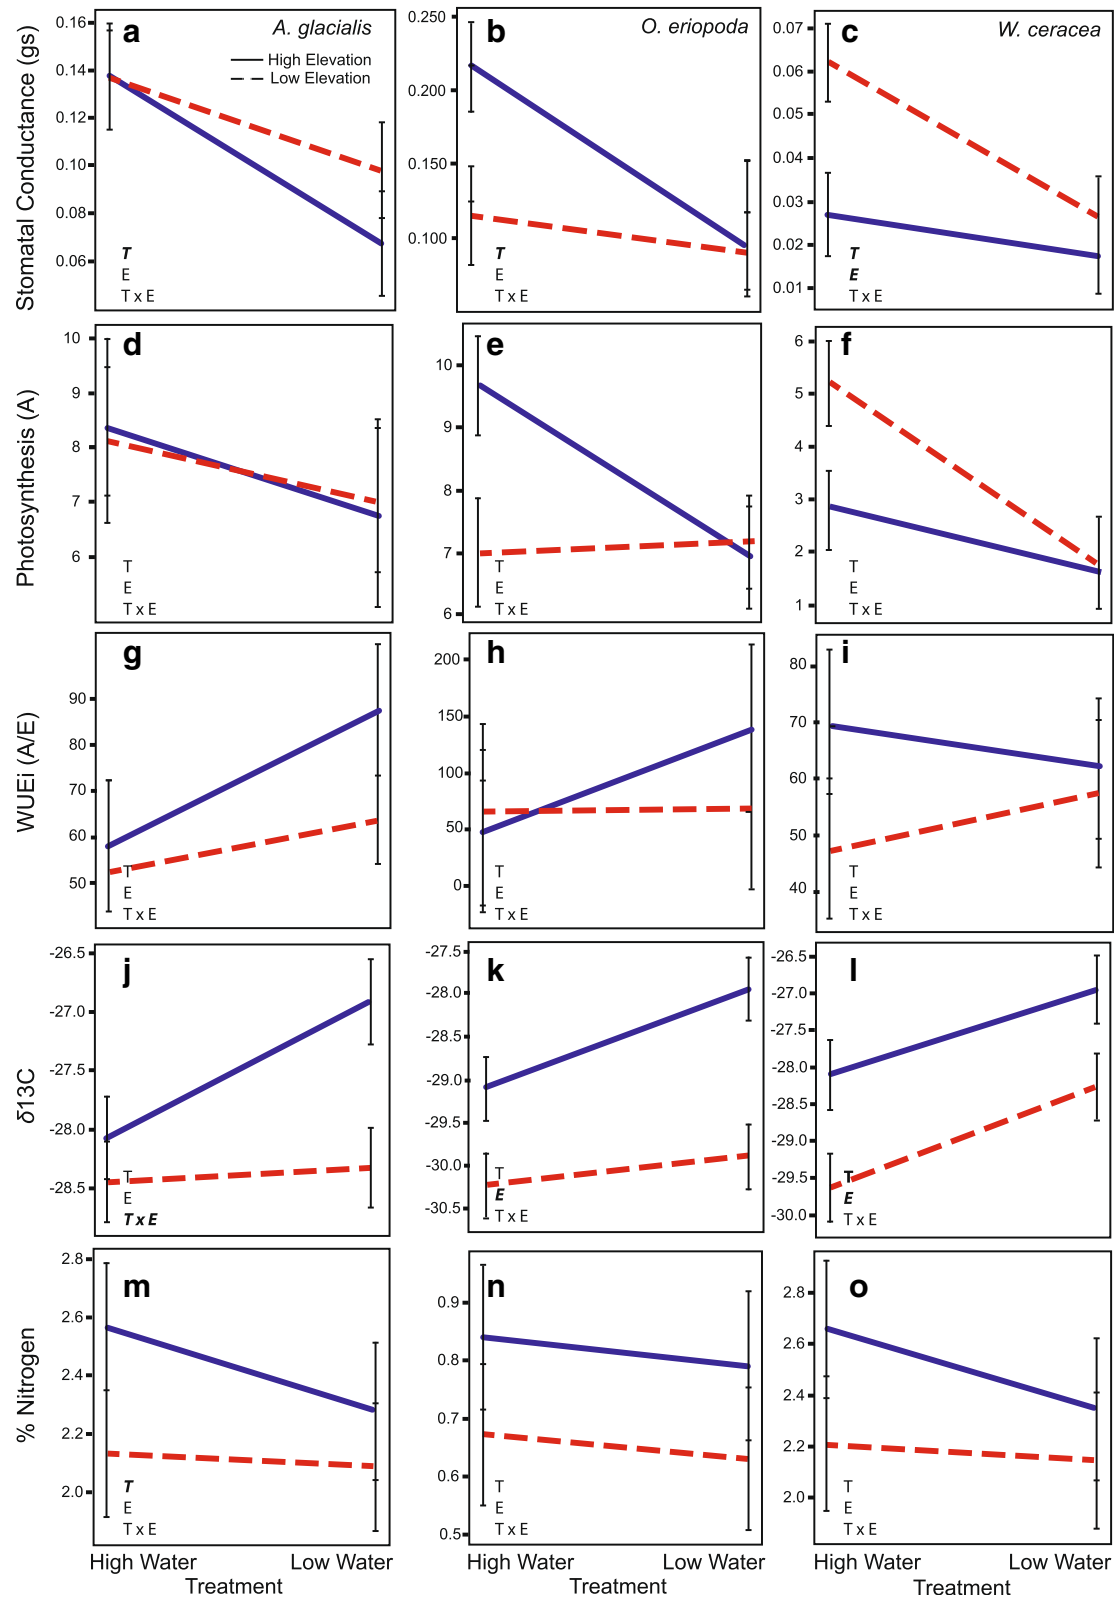 a
A. glacialis
High Elevation
Low Elevation
Stomatal Conductance (gs)
0.16
0.14
0.12
0.10
0.08
0.06
T
E
T x E
b
O. eriopoda
0.250
0.200
0.150
0.100
T
E
T x E
c
W. ceracea
0.07
0.06
0.05
0.04
0.03
0.02
0.01
T
E
T x E
d
Photosynthesis (A)
10
9
8
7
6
T
E
T x E
e
10
9
8
7
6
T
E
T x E
f
6
5
4
3
2
1
T
E
T x E
g
WUEi (A/E)
90
80
70
60
50
T
E
T x E
h
200
150
100
50
0
T
E
T x E
i
80
70
60
50
40
T
E
T x E
j
δ13C
-26.5
-27.0
-27.5
-28.0
-28.5
T
E
T x E
k
-27.5
-28.0
-28.5
-29.0
-29.5
-30.0
-30.5
T
E
T x E
l
-26.5
-27.0
-27.5
-28.0
-28.5
-29.0
-29.5
-30.0
T
E
T x E
m
% Nitrogen
2.8
2.6
2.4
2.2
2.0
T
E
T x E
n
0.9
0.8
0.7
0.6
0.5
T
E
T x E
o
2.8
2.6
2.4
2.2
2.0
T
E
T x E
High Water Low Water
Treatment
High Water Low Water
High Water Low Water
Treatment